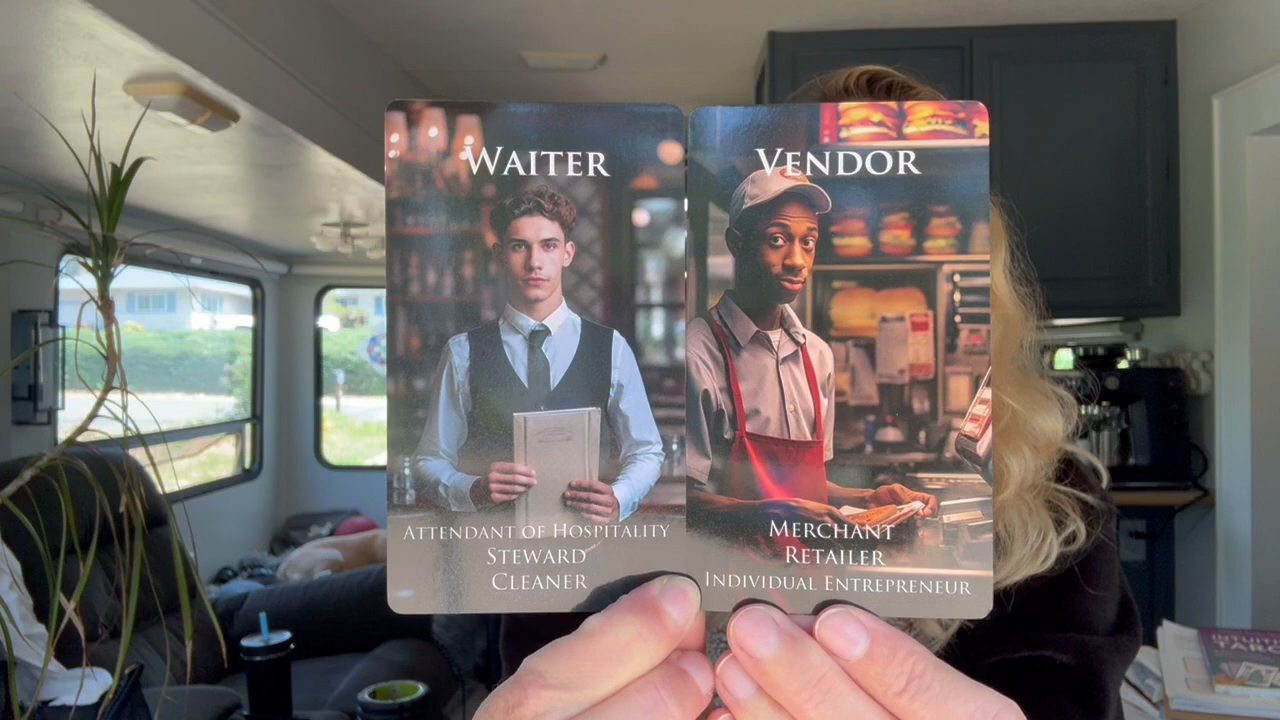 WAITER
ATTENDANT OF HOSPITALITY
STEWARD
CLEANER
VENDOR
MERCHANT
RETAILER
INDIVIDUAL ENTREPRENEUR